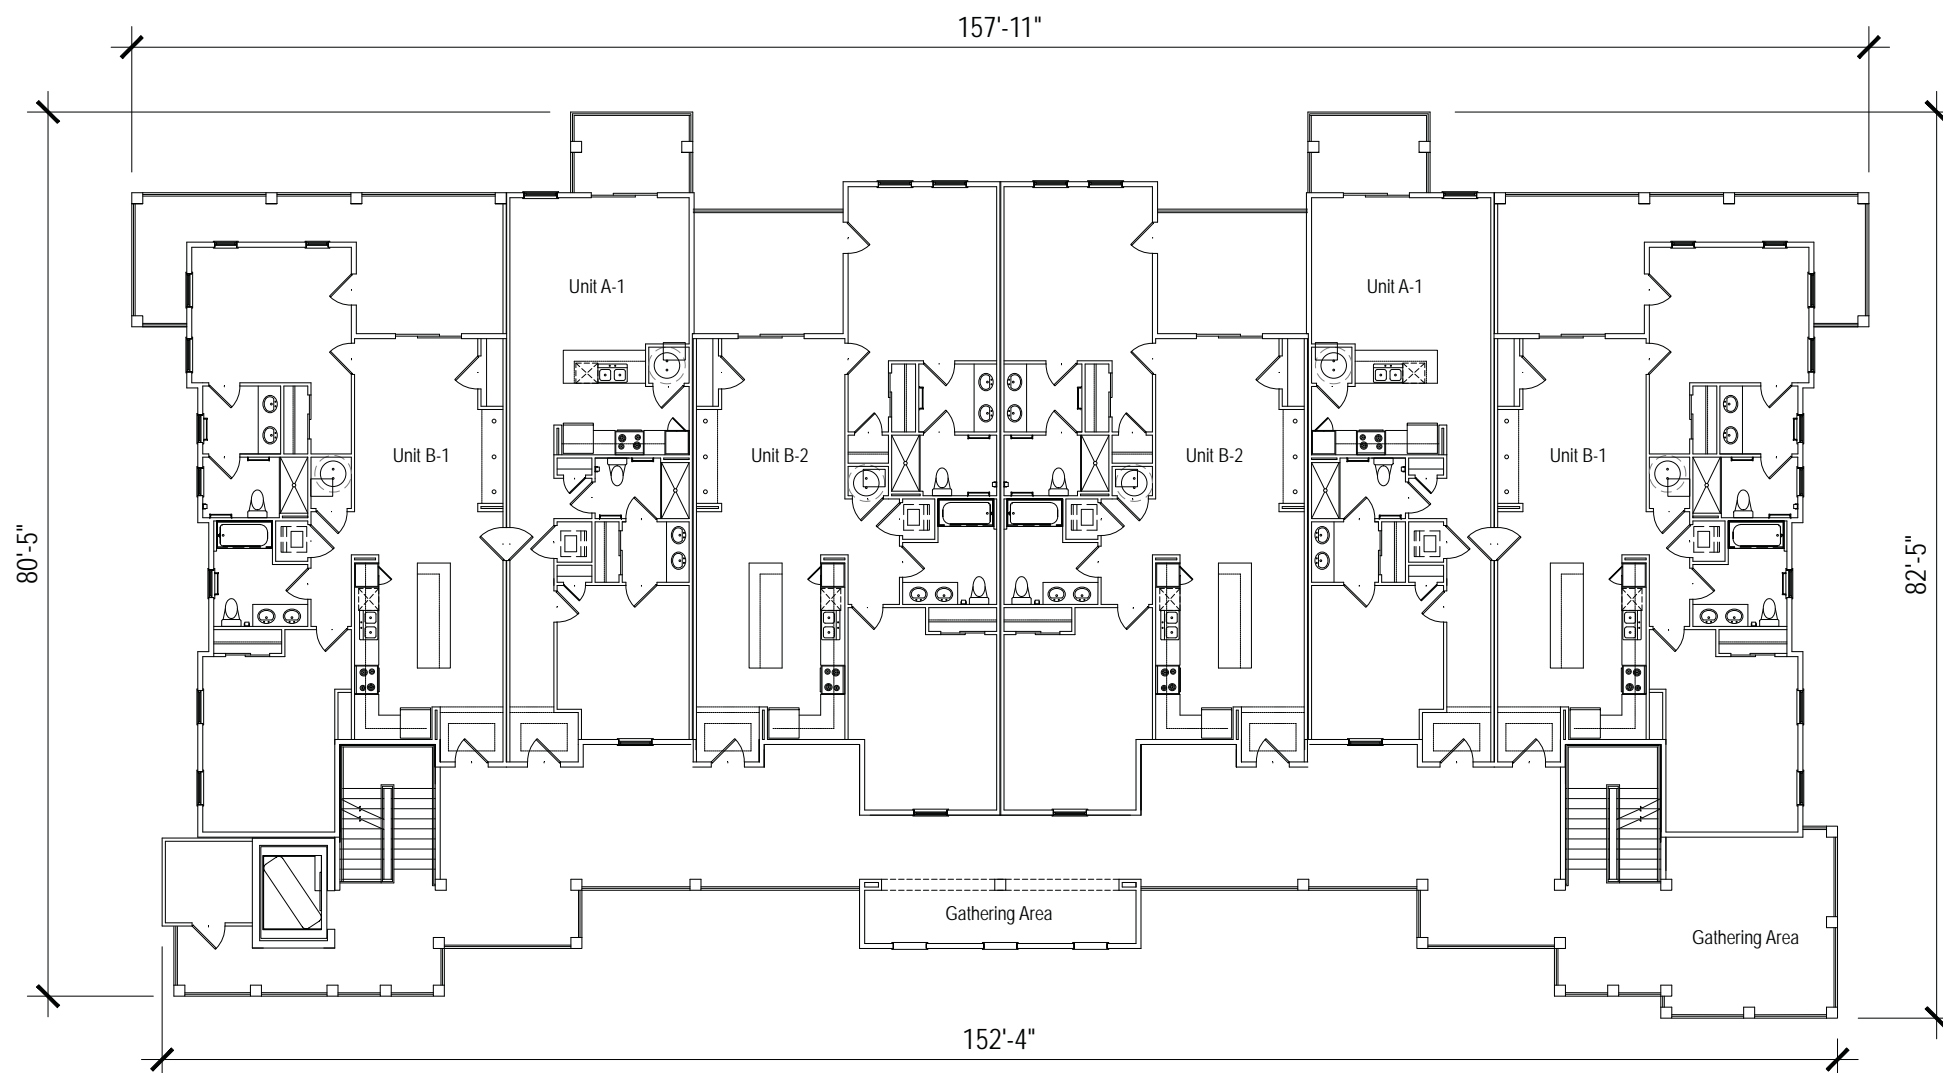 157'-11"
Unit A-1
Unit A-1
Unit B-1
Unit B-2
Unit B-2
Unit B-1
80'-5"
82'-5"
Gathering Area
Gathering Area
152'-4"